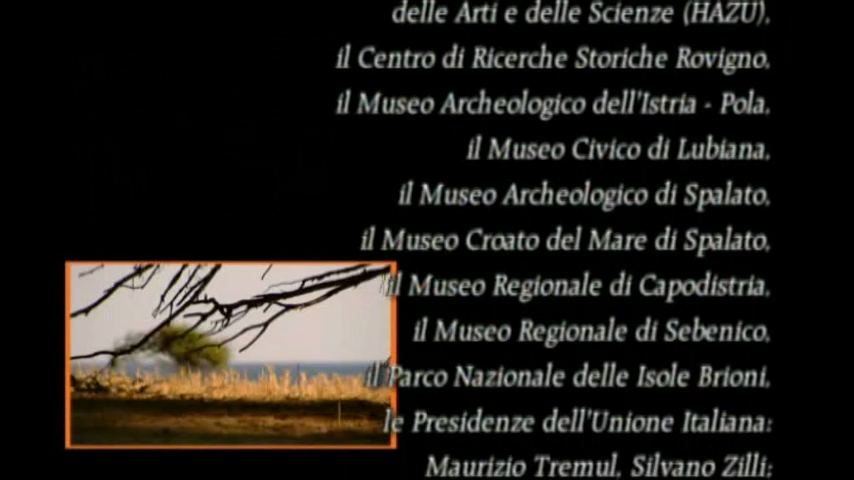 delle Arti e delle Scienze (HAZU),
il Centro di Ricerche Storiche Rovigno,
il Museo Archeologico dell'Istria - Pola,
il Museo Civico di Lubiana,
il Museo Archeologico di Spalato,
il Museo Croato del Mare di Spalato,
il Museo Regionale di Capodistria,
il Museo Regionale di Sebenico,
il Parco Nazionale delle Isole Brioni,
le Presidenze dell'Unione Italiana:
Maurizio Tremul, Silvano Zilli;